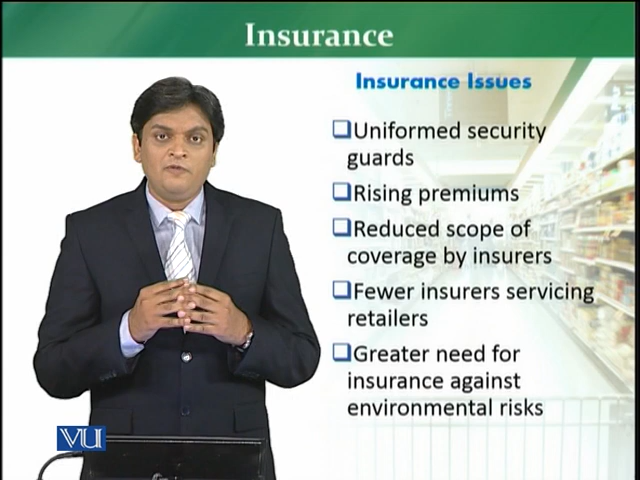 Insurance
Insurance Issues
❑Uniformed security
guards
❑Rising premiums
❑Reduced scope of
coverage by insurers
❑Fewer insurers servicing
retailers
❑Greater need for
insurance against
environmental risks
VU